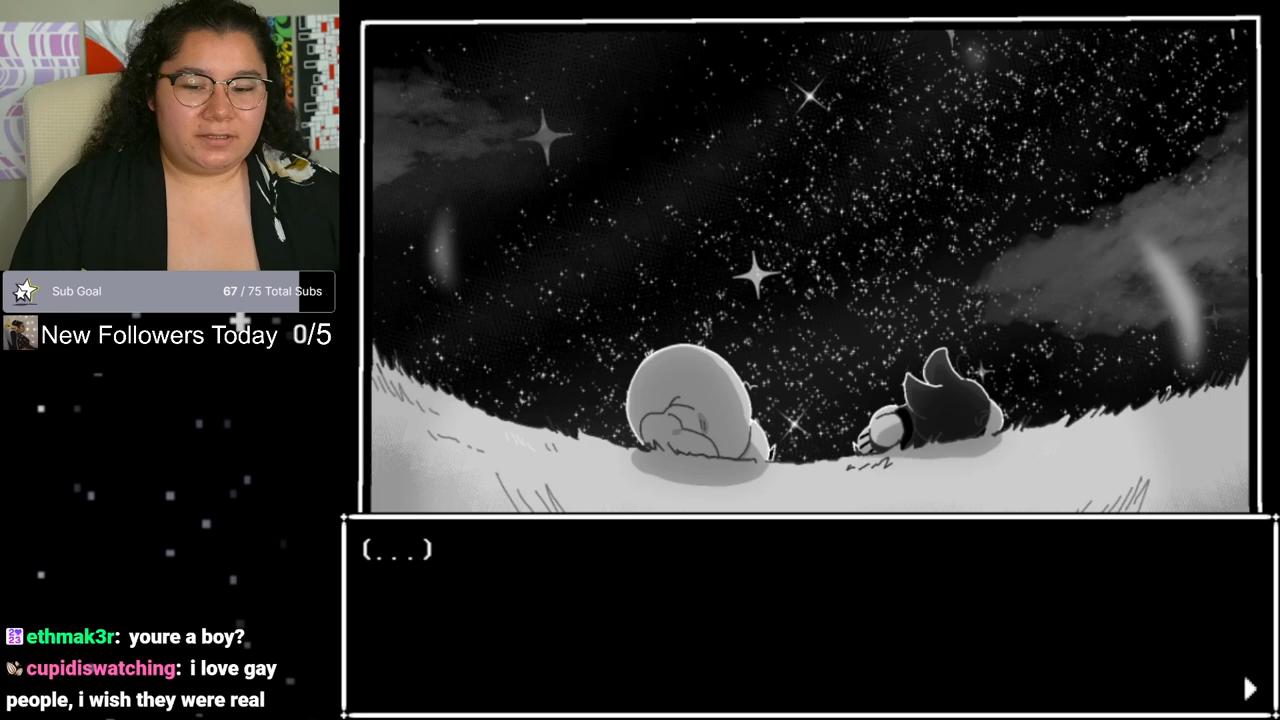 Sub Goal 67 / 75 Total Subs
New Followers Today 0/5
(...)
ethmak3r: youre a boy?
cupidiswatching: i love gay
people, i wish they were real